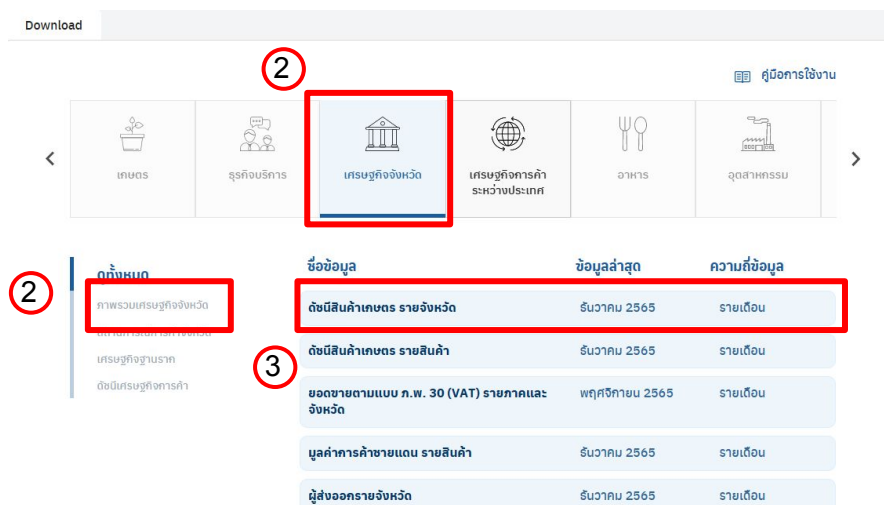 Download
2
คู่มือการใช้งาน
เกษตร
ธุรกิจบริการ
เศรษฐกิจจังหวัด
เศรษฐกิจการค้า
ระหว่างประเทศ
อาหาร
อุตสาหกรรม
ดูทั้งหมด
ชื่อข้อมูล ข้อมูลล่าสุด ความถี่ข้อมูล
2
ภาพรวมเศรษฐกิจจังหวัด
ดัชนีสินค้าเกษตร รายจังหวัด ธันวาคม 2565 รายเดือน
เศรษฐกิจฐานราก
ดัชนีสินค้าเกษตร รายสินค้า ธันวาคม 2565 รายเดือน
3
ดัชนีเศรษฐกิจการค้า
ยอดขายตามแบบ ภ.พ. 30 (VAT) รายภาคและ พฤศจิกายน 2565 รายเดือน
จังหวัด
มูลค่าการค้าชายแดน รายสินค้า ธันวาคม 2565 รายเดือน
ผู้ส่งออกรายจังหวัด ธันวาคม 2565 รายเดือน